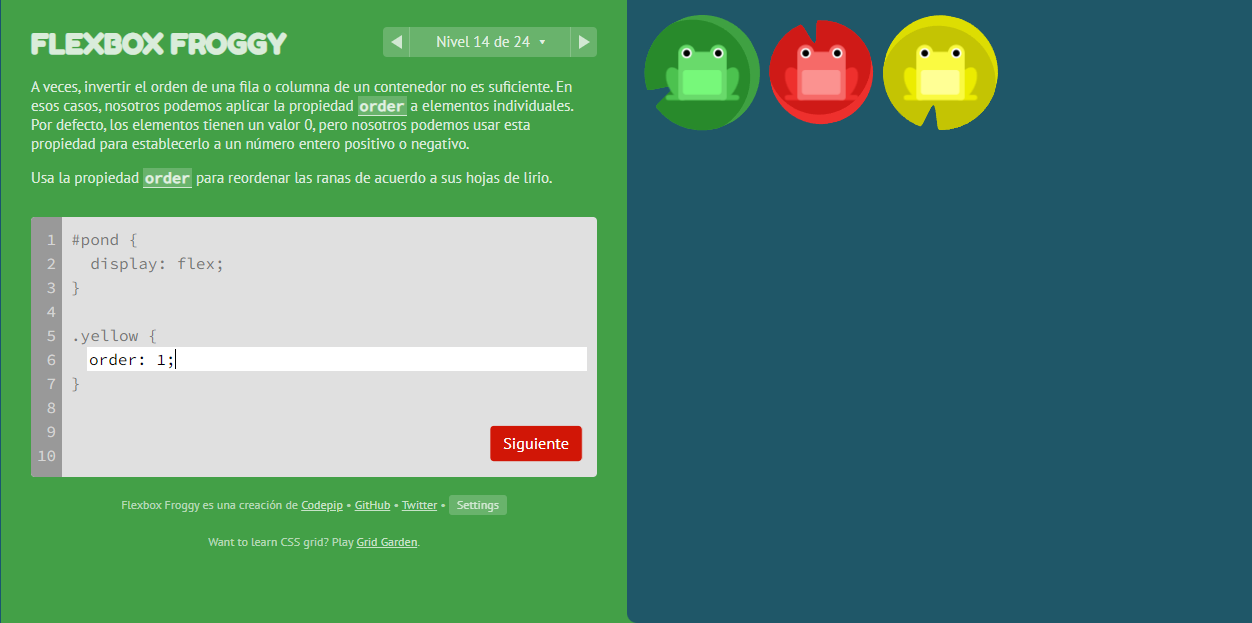 FLEXBOX FROGGY
Nivel 14 de 24
A veces, invertir el orden de una fila o columna de un contenedor no es suficiente. En
esos casos, nosotros podemos aplicar la propiedad order a elementos individuales.
Por defecto, los elementos tienen un valor 0, pero nosotros podemos usar esta
propiedad para establecerlo a un número entero positivo o negativo.
Usa la propiedad order para reordenar las ranas de acuerdo a sus hojas de lirio.
1 #pond {
2 display: flex;
3 }
4
5 .yellow {
6 order: 1;
7 }
8
9
10
Siguiente
Flexbox Froggy es una creación de Codepip • GitHub • Twitter • Settings
Want to learn CSS grid? Play Grid Garden.